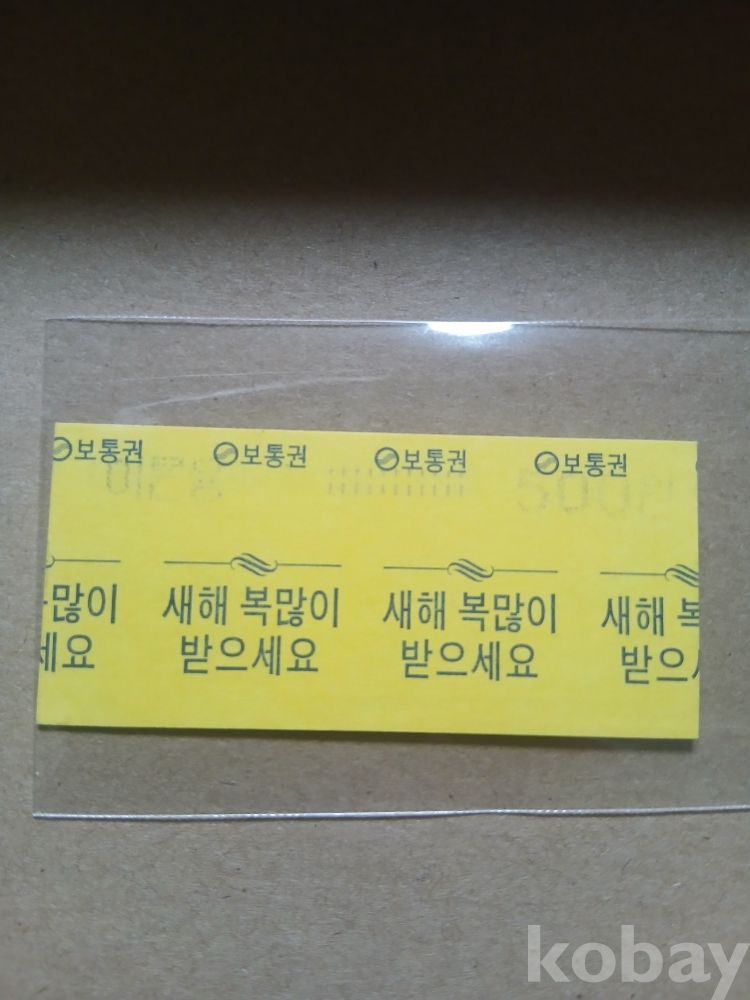 보통권 보통권 보통권 보통권
많이 새해 복많이 새해 복많이 새해
세요 받으세요 받으세요 받으
kobay